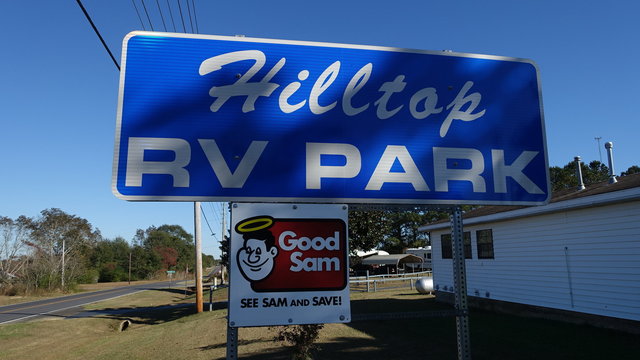 Hilltop
RV PARK
Good
Sam
SEE SAM AND SAVE!